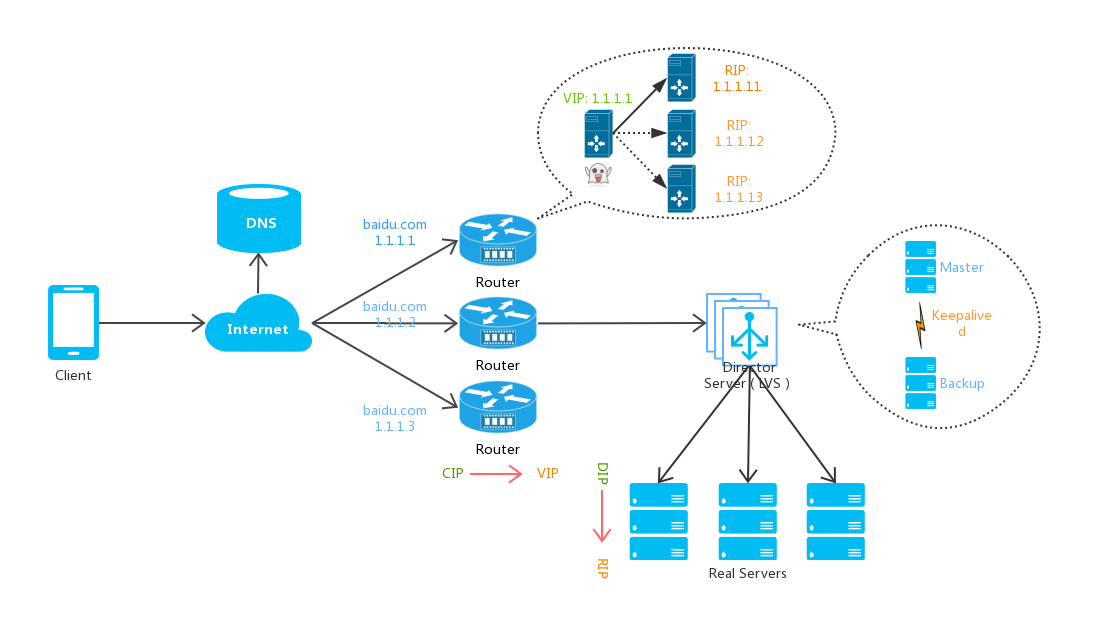 RIP:
1.1.1.11
VIP: 1.1.1.1
RIP:
1.1.1.12
RIP:
1.1.1.13
DNS
baidu.com
1.1.1.1
Router
Master
Internet
baidu.com
1.1.1.2
Keepalive
d
Client
Router
Director
Server ( LVS )
Backup
baidu.com
1.1.1.3
Router
CIP
VIP
DIP
RIP
Real Servers